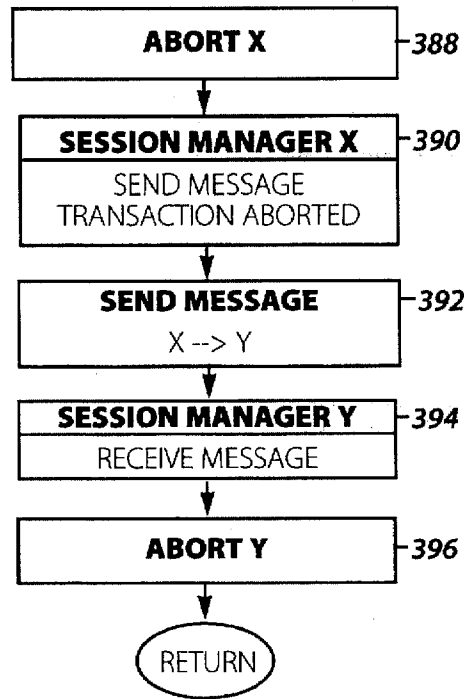 ABORT X 388
SESSION MANAGER X 390
SEND MESSAGE
TRANSACTION ABORTED
SEND MESSAGE 392
X --> Y
SESSION MANAGER Y 394
RECEIVE MESSAGE
ABORT Y 396
RETURN